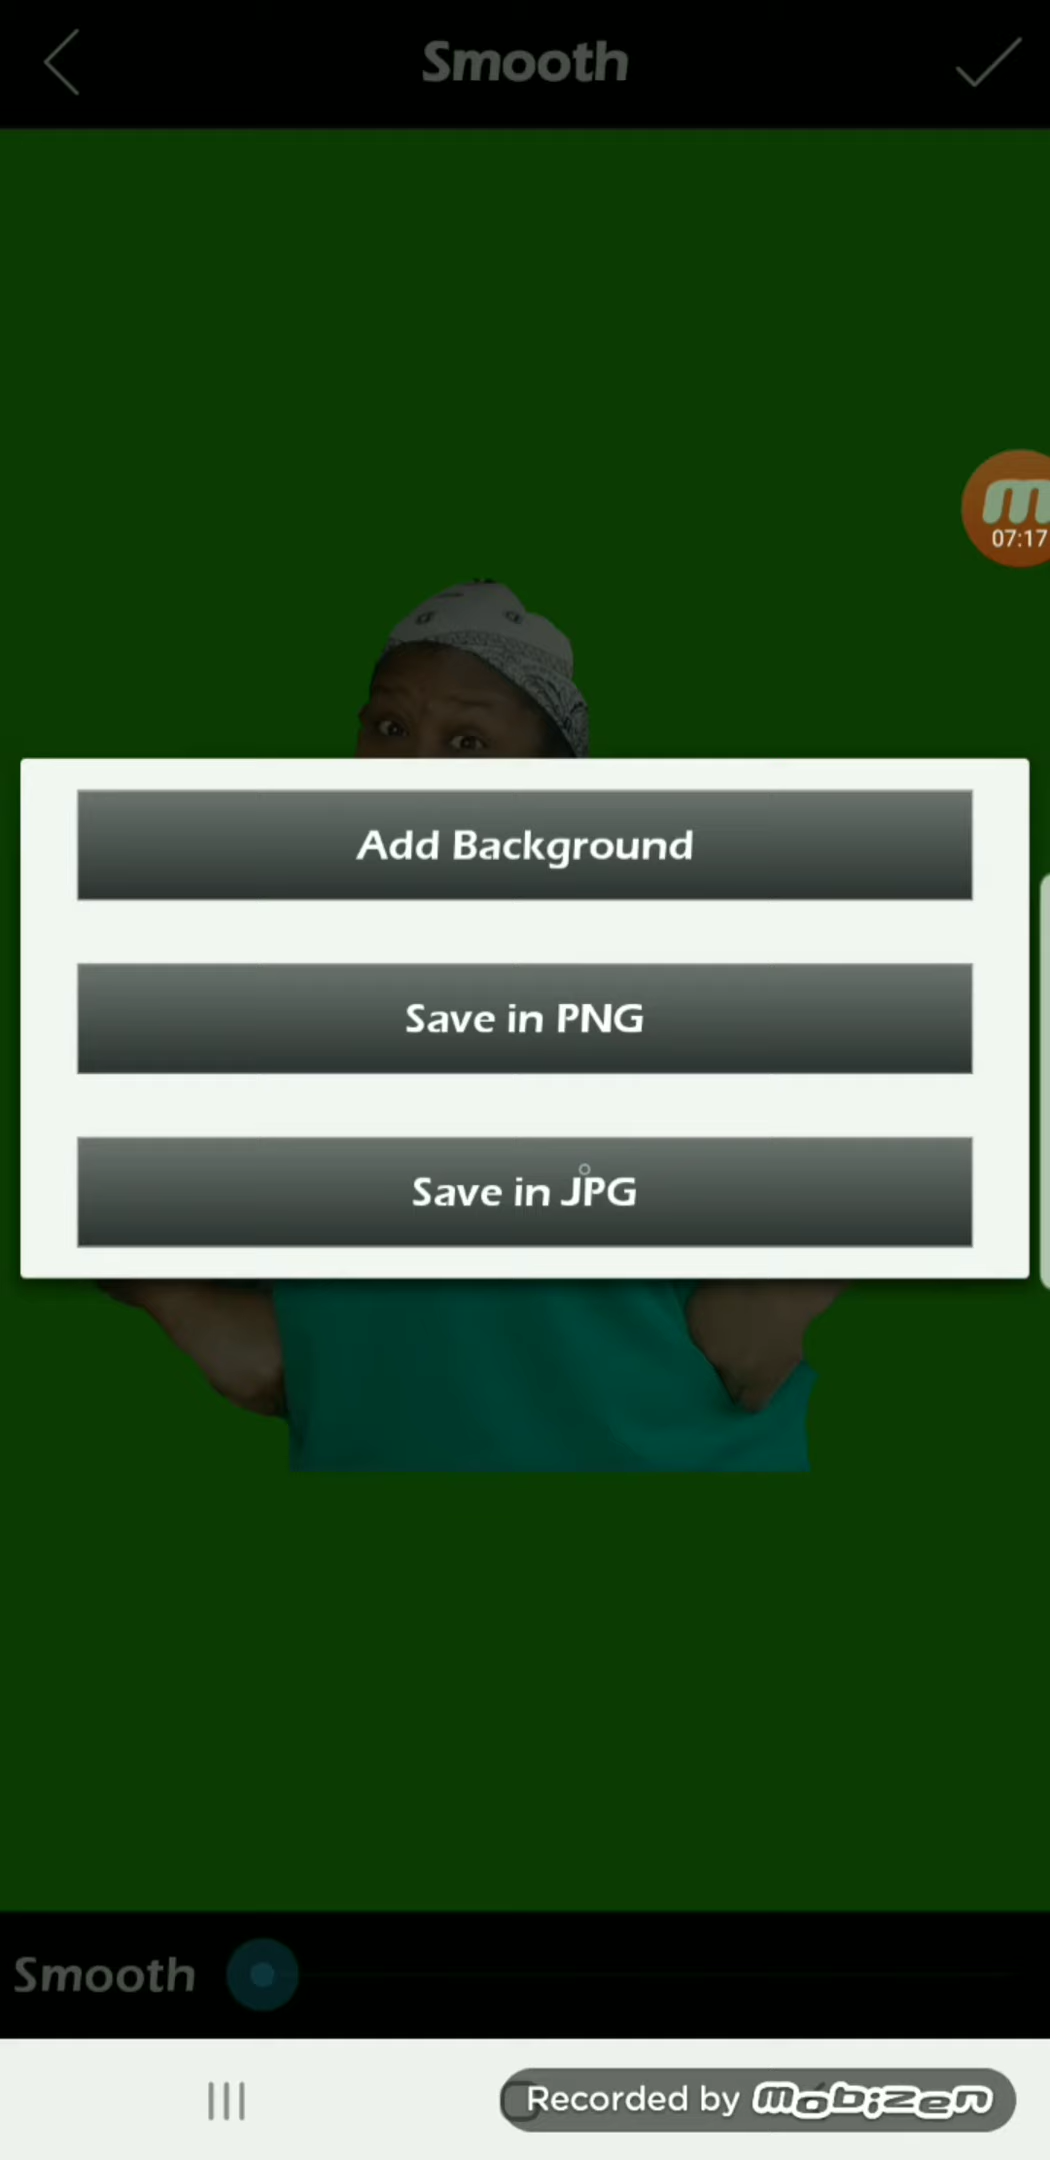 Smooth
07:17
Add Background
Save in PNG
Save in JPG
Smooth
Recorded by mobizen